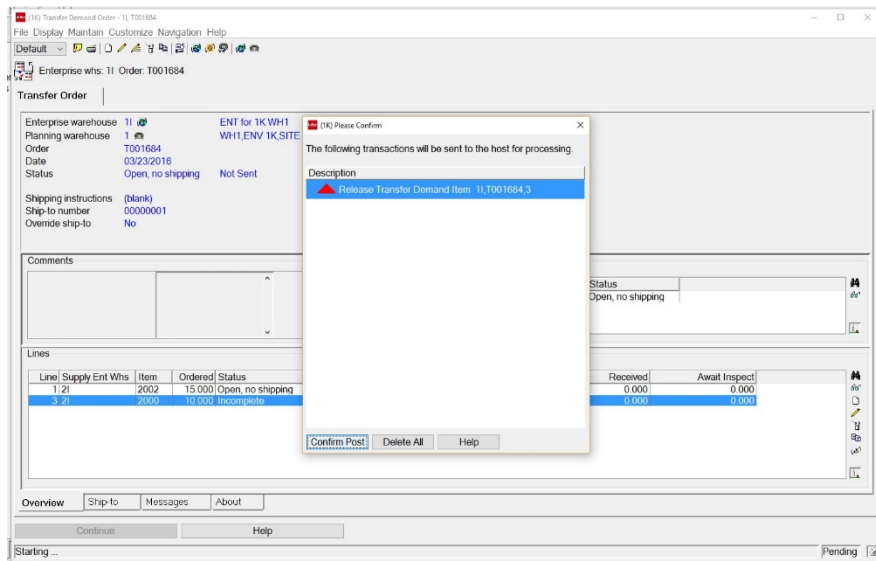 (1K) Transfer Demand Order - 1I, T001684
File Display Maintain Customize Navigation Help
Default
Enterprise whs: 1I Order: T001684
Transfer Order
Enterprise warehouse 1I ENT for 1K WH1
Planning warehouse 1 WH1,ENV 1K,SITE
Order T001684
Date 03/23/2016
Status Open, no shipping Not Sent
Shipping instructions (blank)
Ship-to number 00000001
Override ship-to No
(1K) Please Confirm
The following transactions will be sent to the host for processing.
Description
Release Transfer Demand Item 1I,T001684,3
Confirm Post Delete All Help
Comments
Status
Open, no shipping
Lines
Line Supply Ent Whs Item Ordered Status Received Await Inspect
1 2I 2002 15.000 Open, no shipping 0.000 0.000
3 2I 2000 10.000 Incomplete 0.000 0.000
Overview Ship-to Messages About
Continue Help
Starting ... Pending